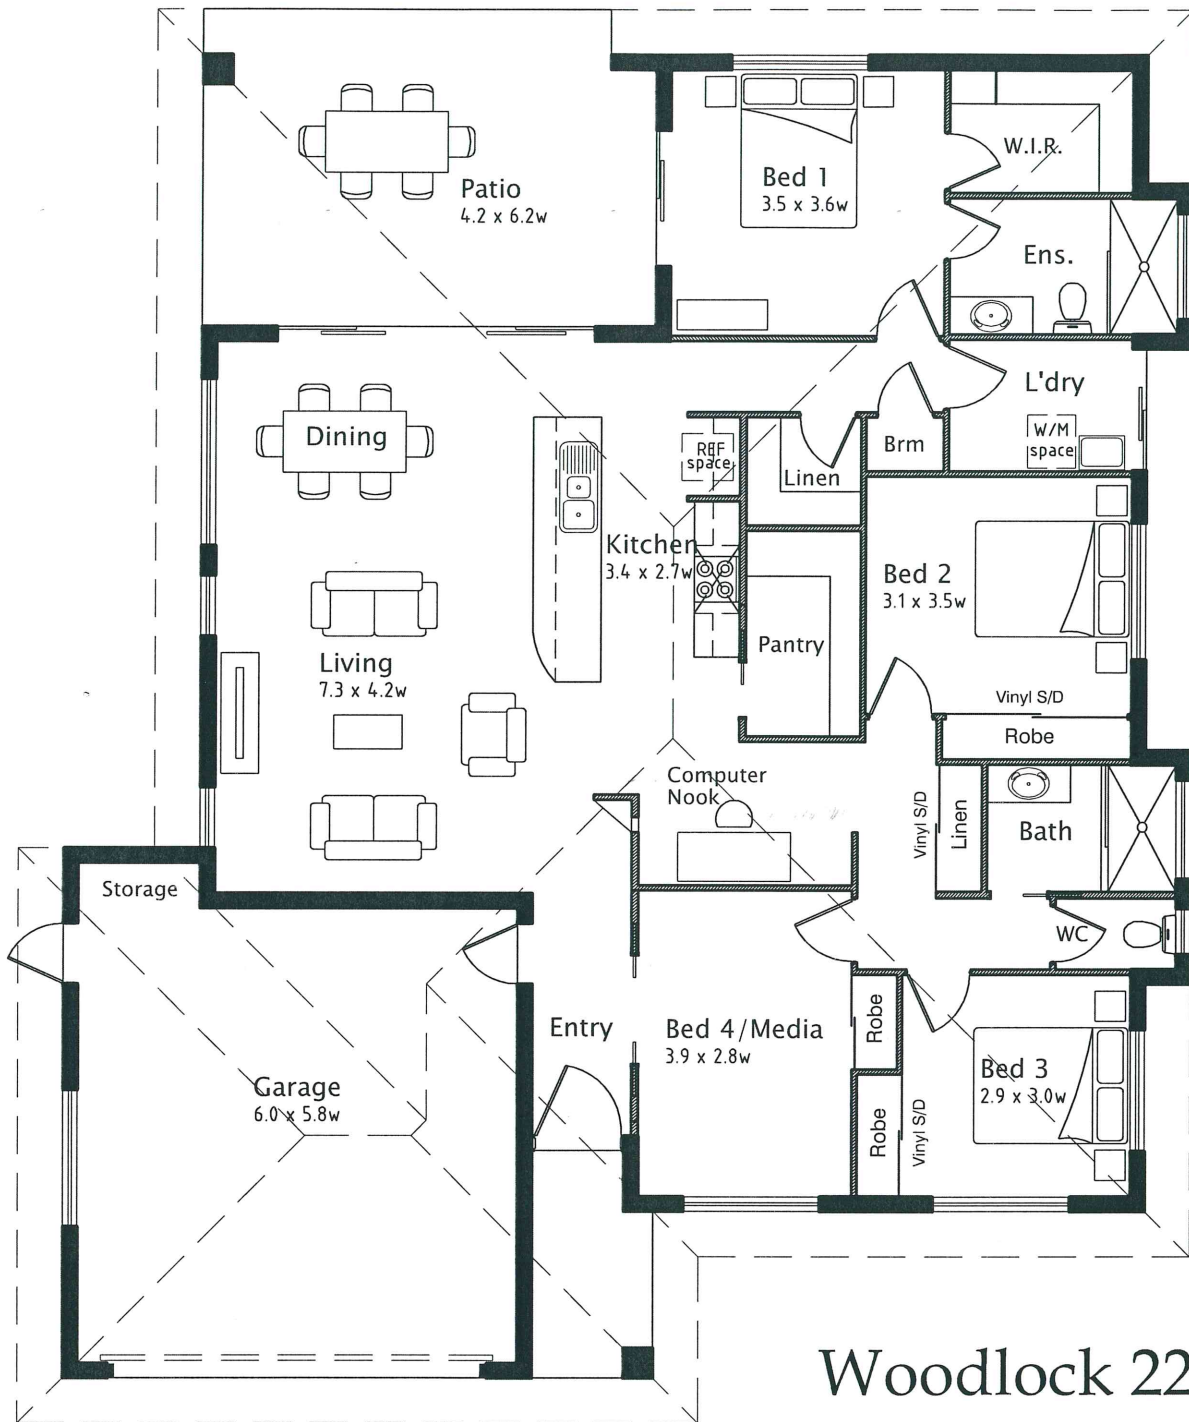 Patio
4.2 x 6.2w
Bed 1
3.5 x 3.6w
W.I.R.
Ens.
L'dry
W/M
space
Dining
REF
space
Linen
Brm
Kitchen
3.4 x 2.7w
Bed 2
3.1 x 3.5w
Pantry
Living
7.3 x 4.2w
Vinyl S/D
Robe
Computer
Nook
Vinyl S/D
Linen
Bath
Storage
WC
Entry
Bed 4/Media
3.9 x 2.8w
Robe
Garage
6.0 x 5.8w
Bed 3
2.9 x 3.0w
Robe
Vinyl S/D
Woodlock 22